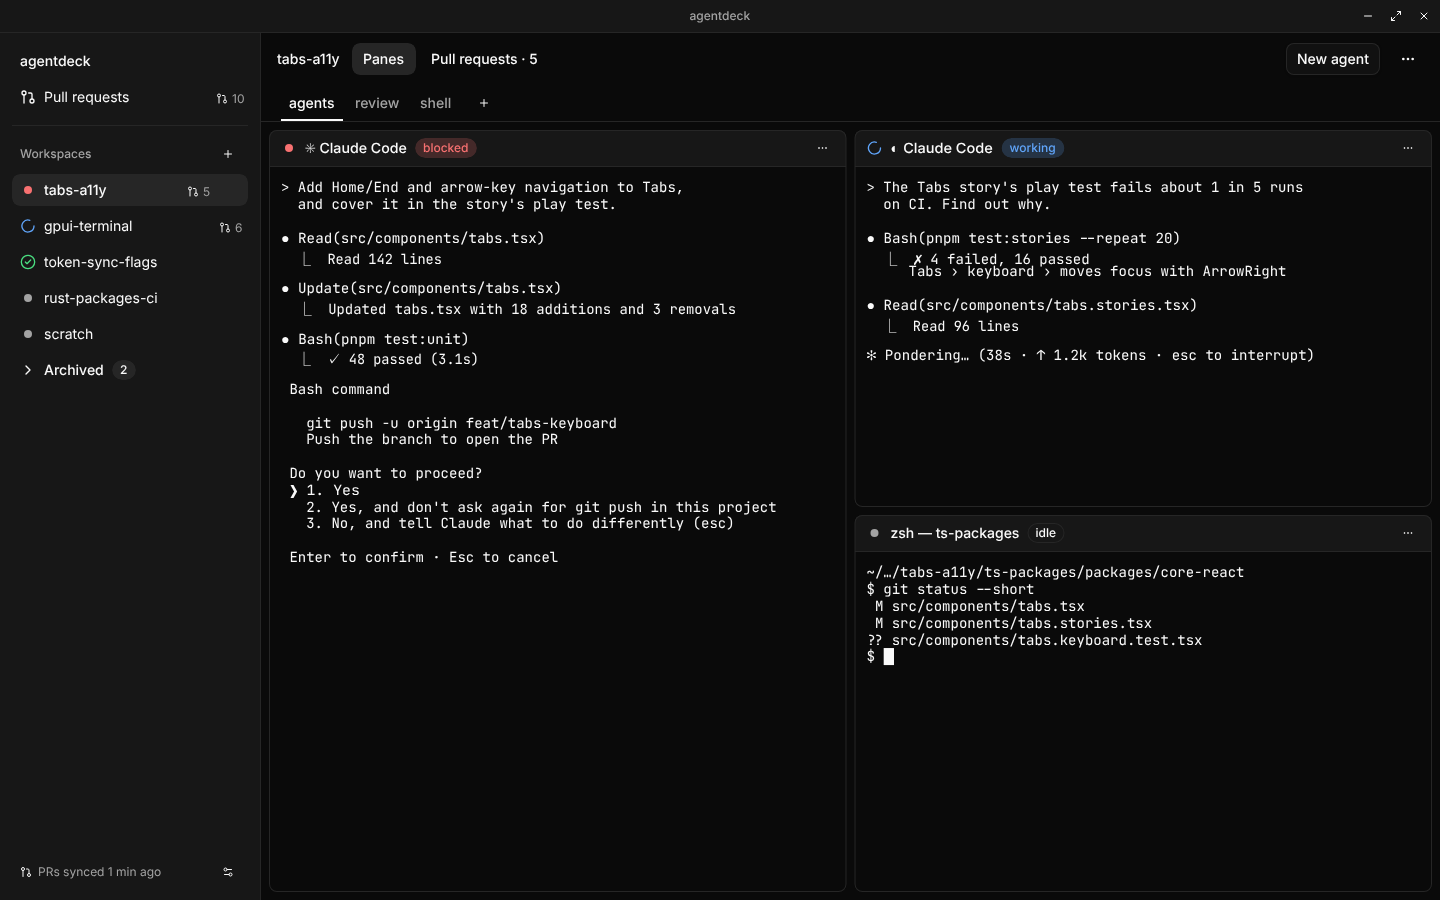 agentdeck
agentdeck
Pull requests 10
Workspaces +
tabs-a11y 5
gpui-terminal 6
token-sync-flags
rust-packages-ci
scratch
Archived 2
PRs synced 1 min ago
tabs-a11y Panes Pull requests · 5 New agent ···
agents review shell +
✳ Claude Code blocked ···
> Add Home/End and arrow-key navigation to Tabs,
and cover it in the story's play test.
● Read(src/components/tabs.tsx)
⎿ Read 142 lines
● Update(src/components/tabs.tsx)
⎿ Updated tabs.tsx with 18 additions and 3 removals
● Bash(pnpm test:unit)
⎿ ✓ 48 passed (3.1s)
Bash command
git push -u origin feat/tabs-keyboard
Push the branch to open the PR
Do you want to proceed?
❯ 1. Yes
2. Yes, and don't ask again for git push in this project
3. No, and tell Claude what to do differently (esc)
Enter to confirm · Esc to cancel
Claude Code working ···
> The Tabs story's play test fails about 1 in 5 runs
on CI. Find out why.
● Bash(pnpm test:stories --repeat 20)
⎿ ✗ 4 failed, 16 passed
Tabs › keyboard › moves focus with ArrowRight
● Read(src/components/tabs.stories.tsx)
⎿ Read 96 lines
✻ Pondering… (38s · ↑ 1.2k tokens · esc to interrupt)
zsh — ts-packages idle ···
~/…/tabs-a11y/ts-packages/packages/core-react
$ git status --short
M src/components/tabs.tsx
M src/components/tabs.stories.tsx
?? src/components/tabs.keyboard.test.tsx
$